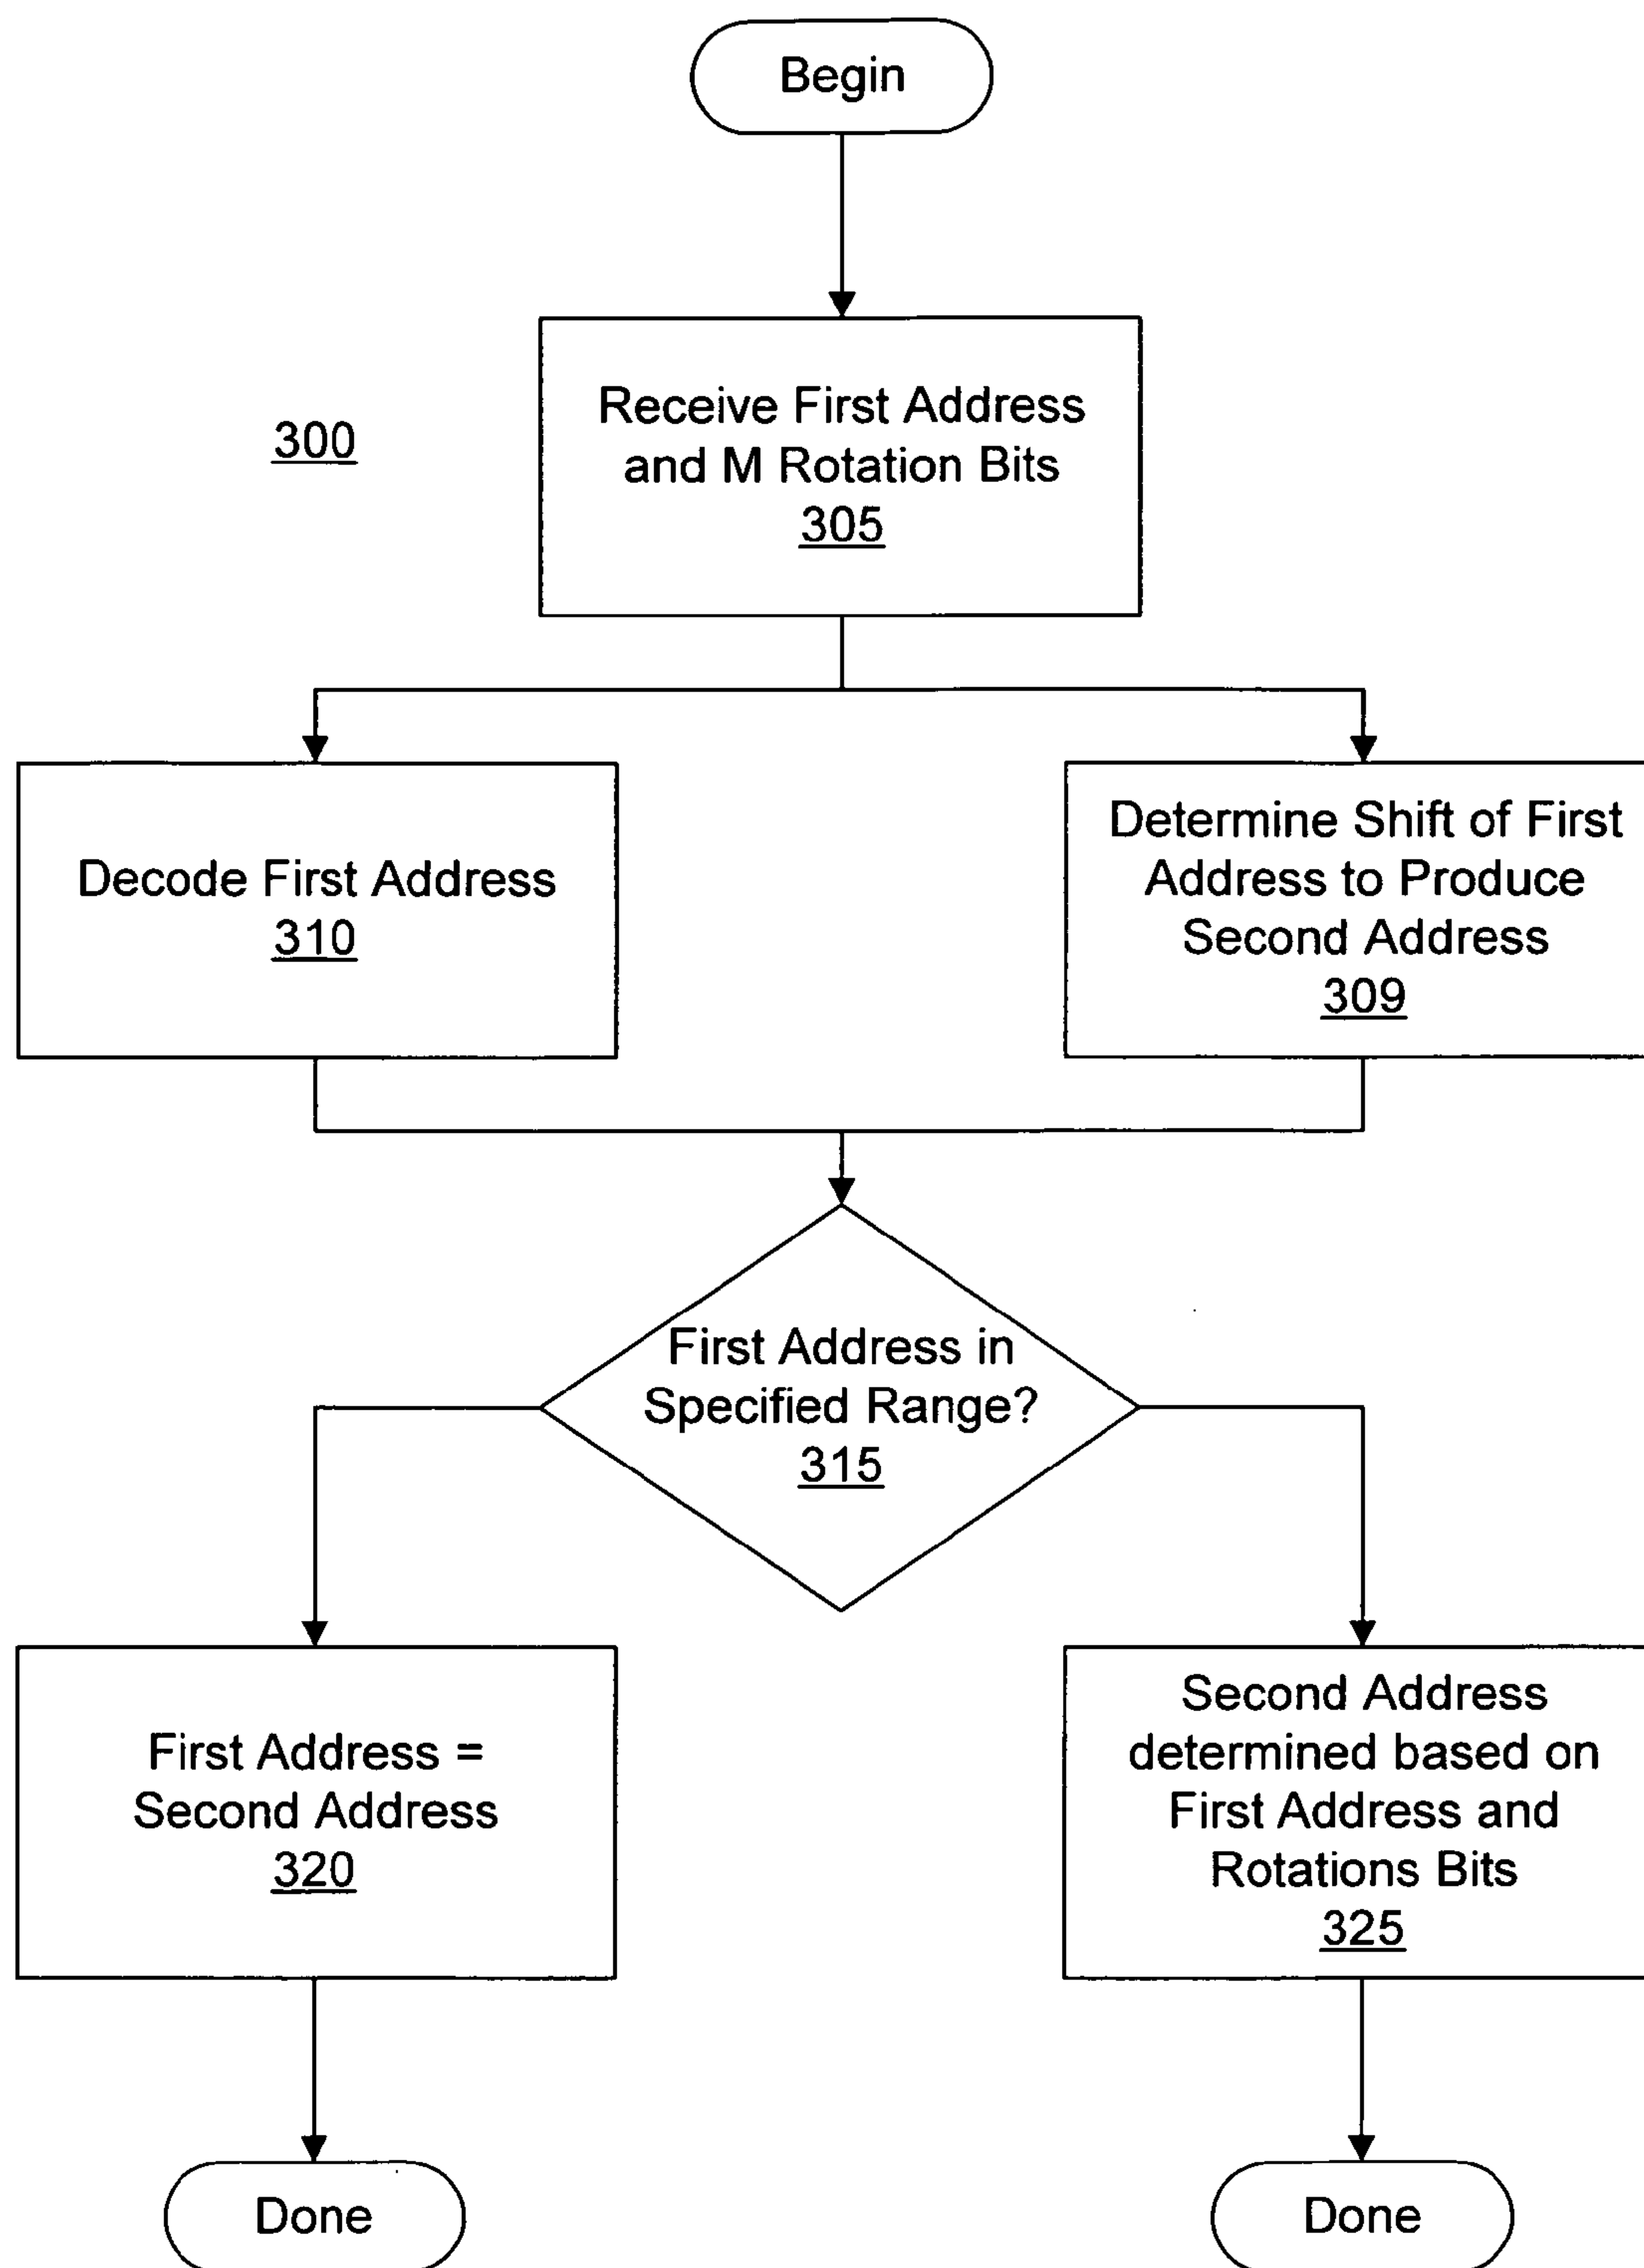 Begin
300
Receive First Address
and M Rotation Bits
305
Decode First Address
310
Determine Shift of First
Address to Produce
Second Address
309
First Address in
Specified Range?
315
First Address =
Second Address
320
Second Address
determined based on
First Address and
Rotations Bits
325
Done
Done